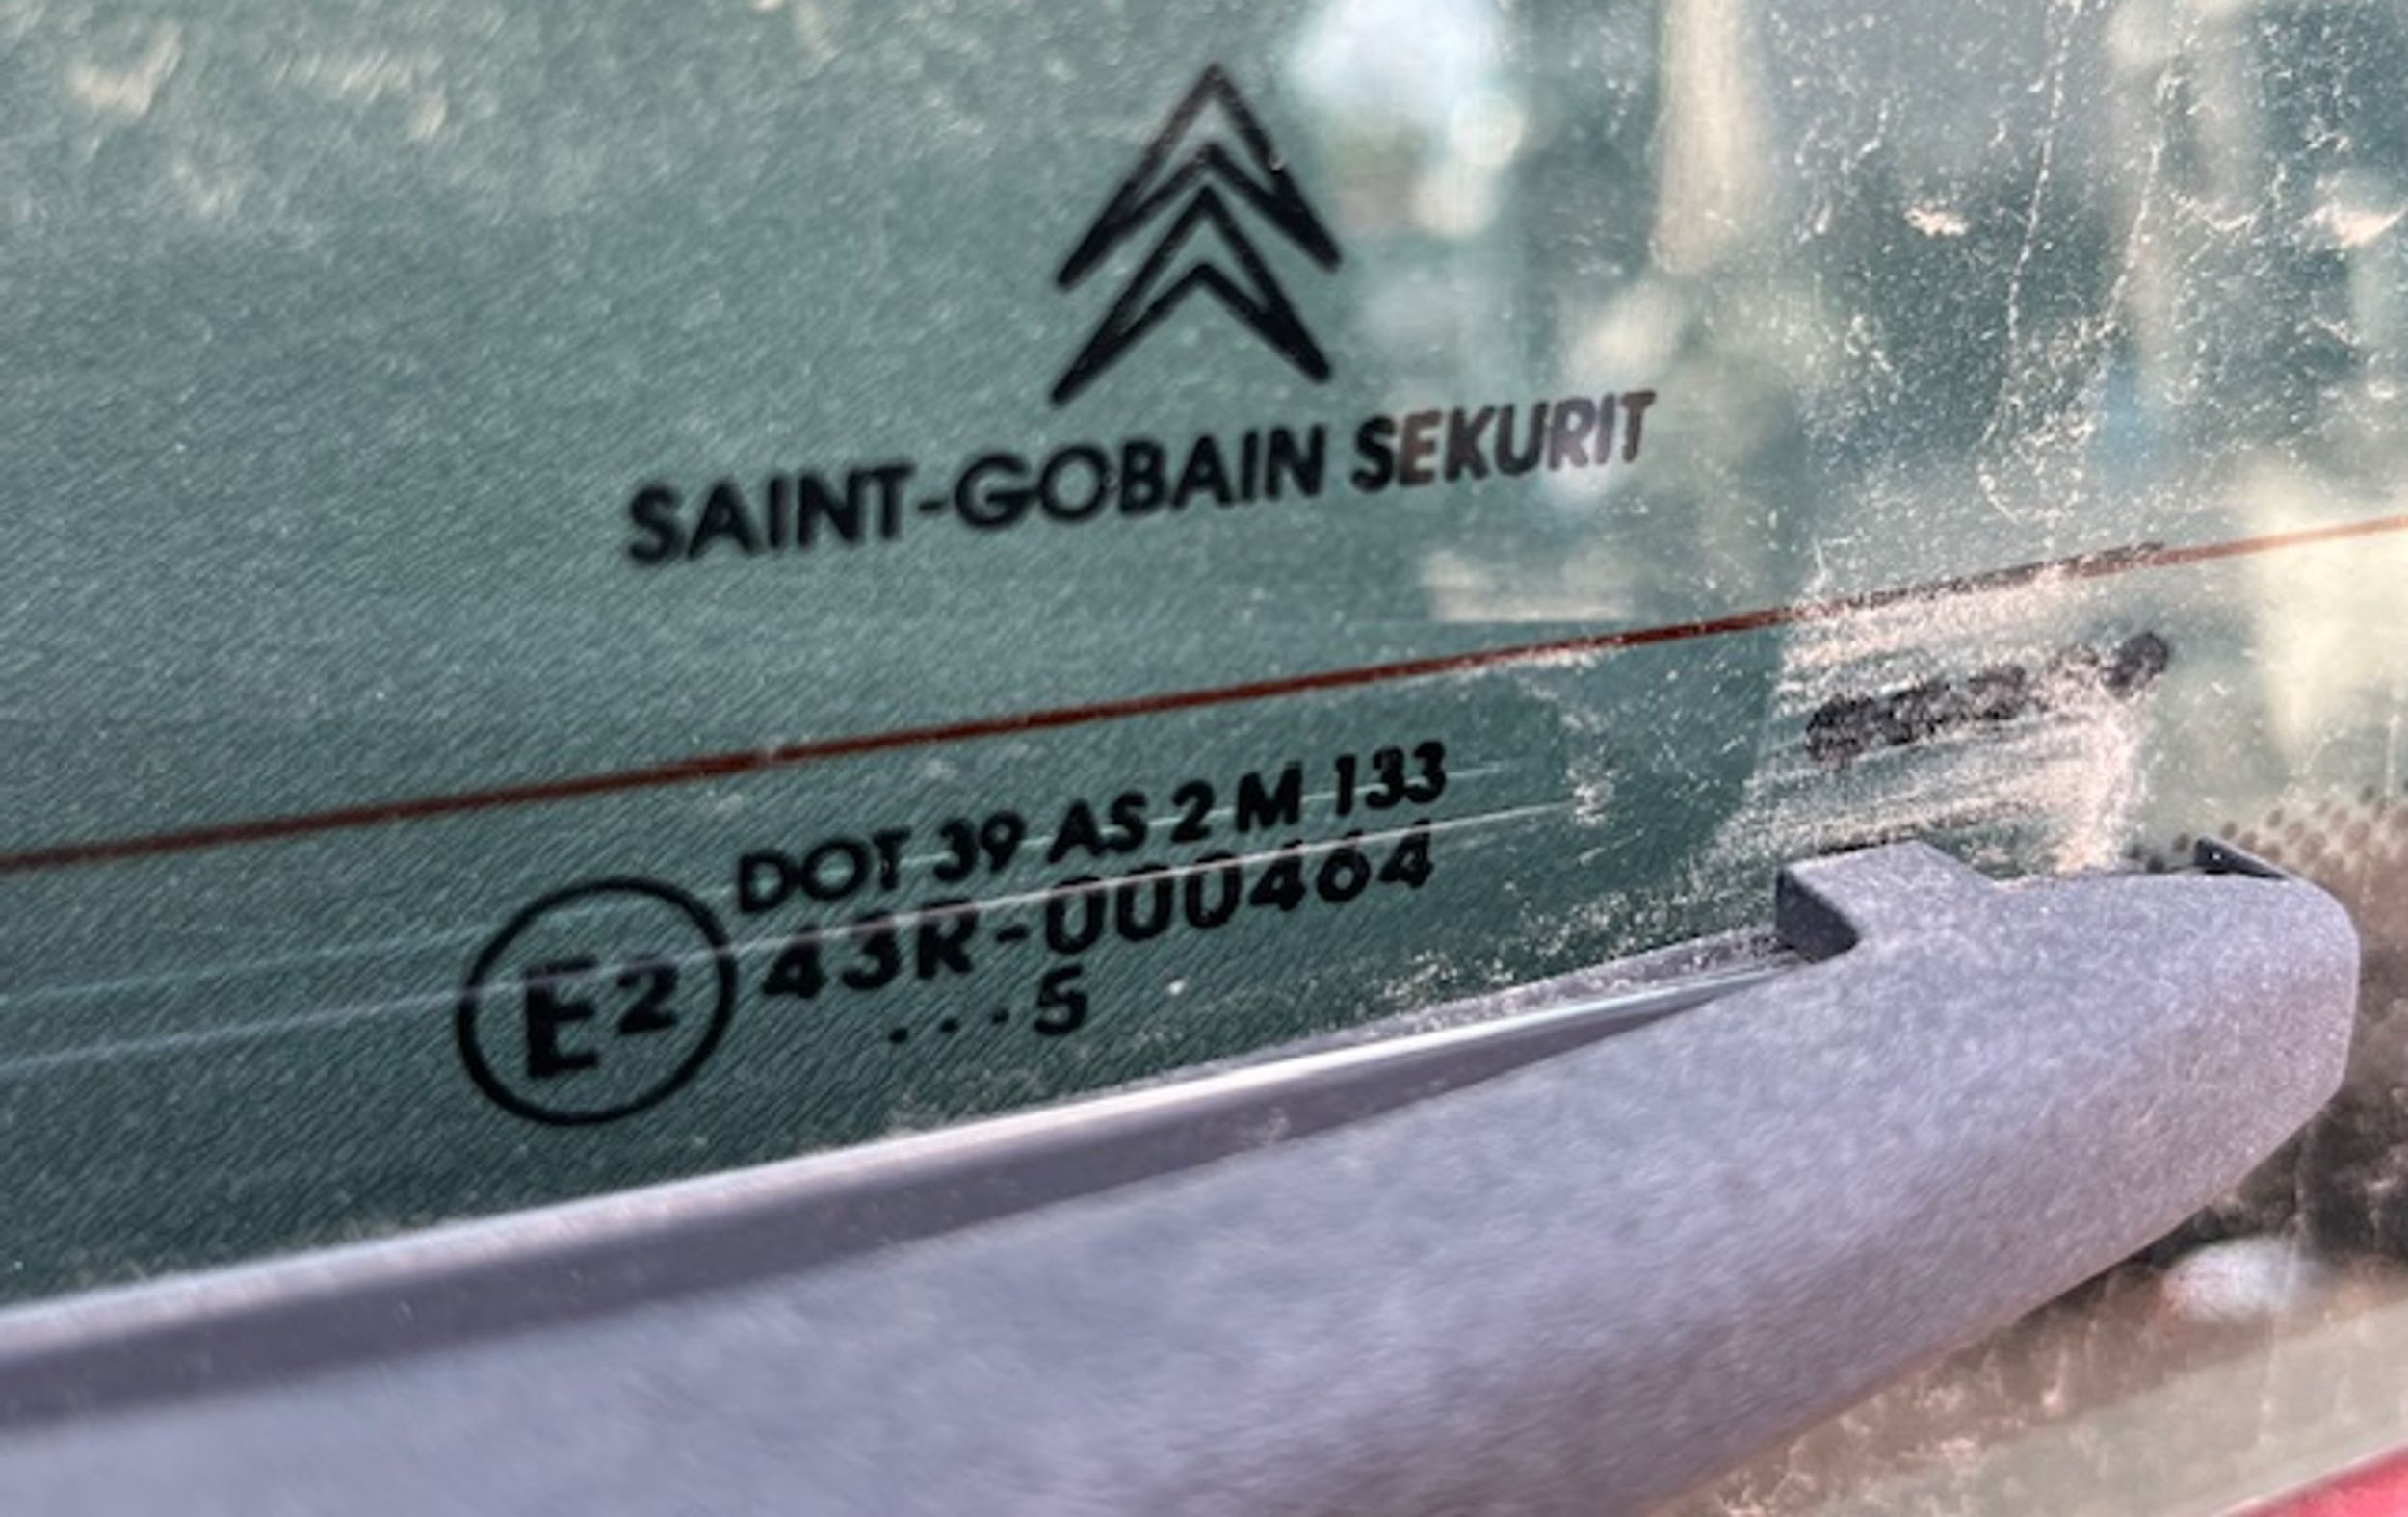 SAINT-GOBAIN SEKURIT
DOT 39 AS 2 M 133
E2 43R-000464
...5